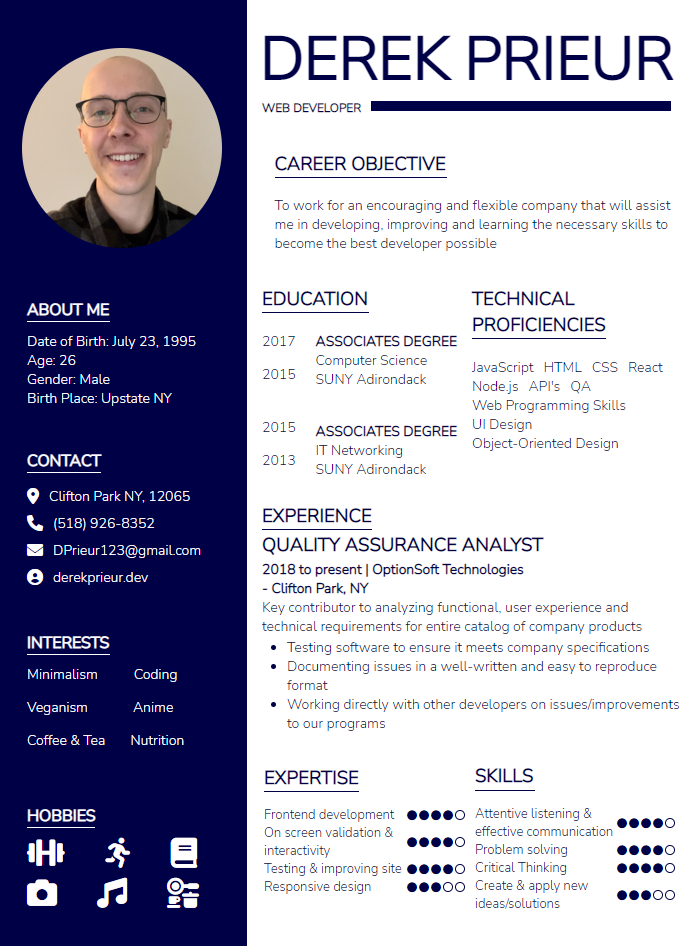 DEREK PRIEUR
WEB DEVELOPER
CAREER OBJECTIVE
To work for an encouraging and flexible company that will assist
me in developing, improving and learning the necessary skills to
become the best developer possible
ABOUT ME
Date of Birth: July 23, 1995
Age: 26
Gender: Male
Birth Place: Upstate NY
CONTACT
Clifton Park NY, 12065
(518) 926-8352
DPrieur123@gmail.com
derekprieur.dev
INTERESTS
Minimalism Coding
Veganism Anime
Coffee & Tea Nutrition
HOBBIES
EDUCATION
2017 ASSOCIATES DEGREE
Computer Science
2015 SUNY Adirondack
2015 ASSOCIATES DEGREE
IT Networking
2013 SUNY Adirondack
TECHNICAL
PROFICIENCIES
JavaScript HTML CSS React
Node.js API's QA
Web Programming Skills
UI Design
Object-Oriented Design
EXPERIENCE
QUALITY ASSURANCE ANALYST
2018 to present | OptionSoft Technologies
- Clifton Park, NY
Key contributor to analyzing functional, user experience and
technical requirements for entire catalog of company products
• Testing software to ensure it meets company specifications
• Documenting issues in a well-written and easy to reproduce
format
• Working directly with other developers on issues/improvements
to our programs
EXPERTISE
Frontend development
On screen validation &
interactivity
Testing & improving site
Responsive design
SKILLS
Attentive listening &
effective communication
Problem solving
Critical Thinking
Create & apply new
ideas/solutions